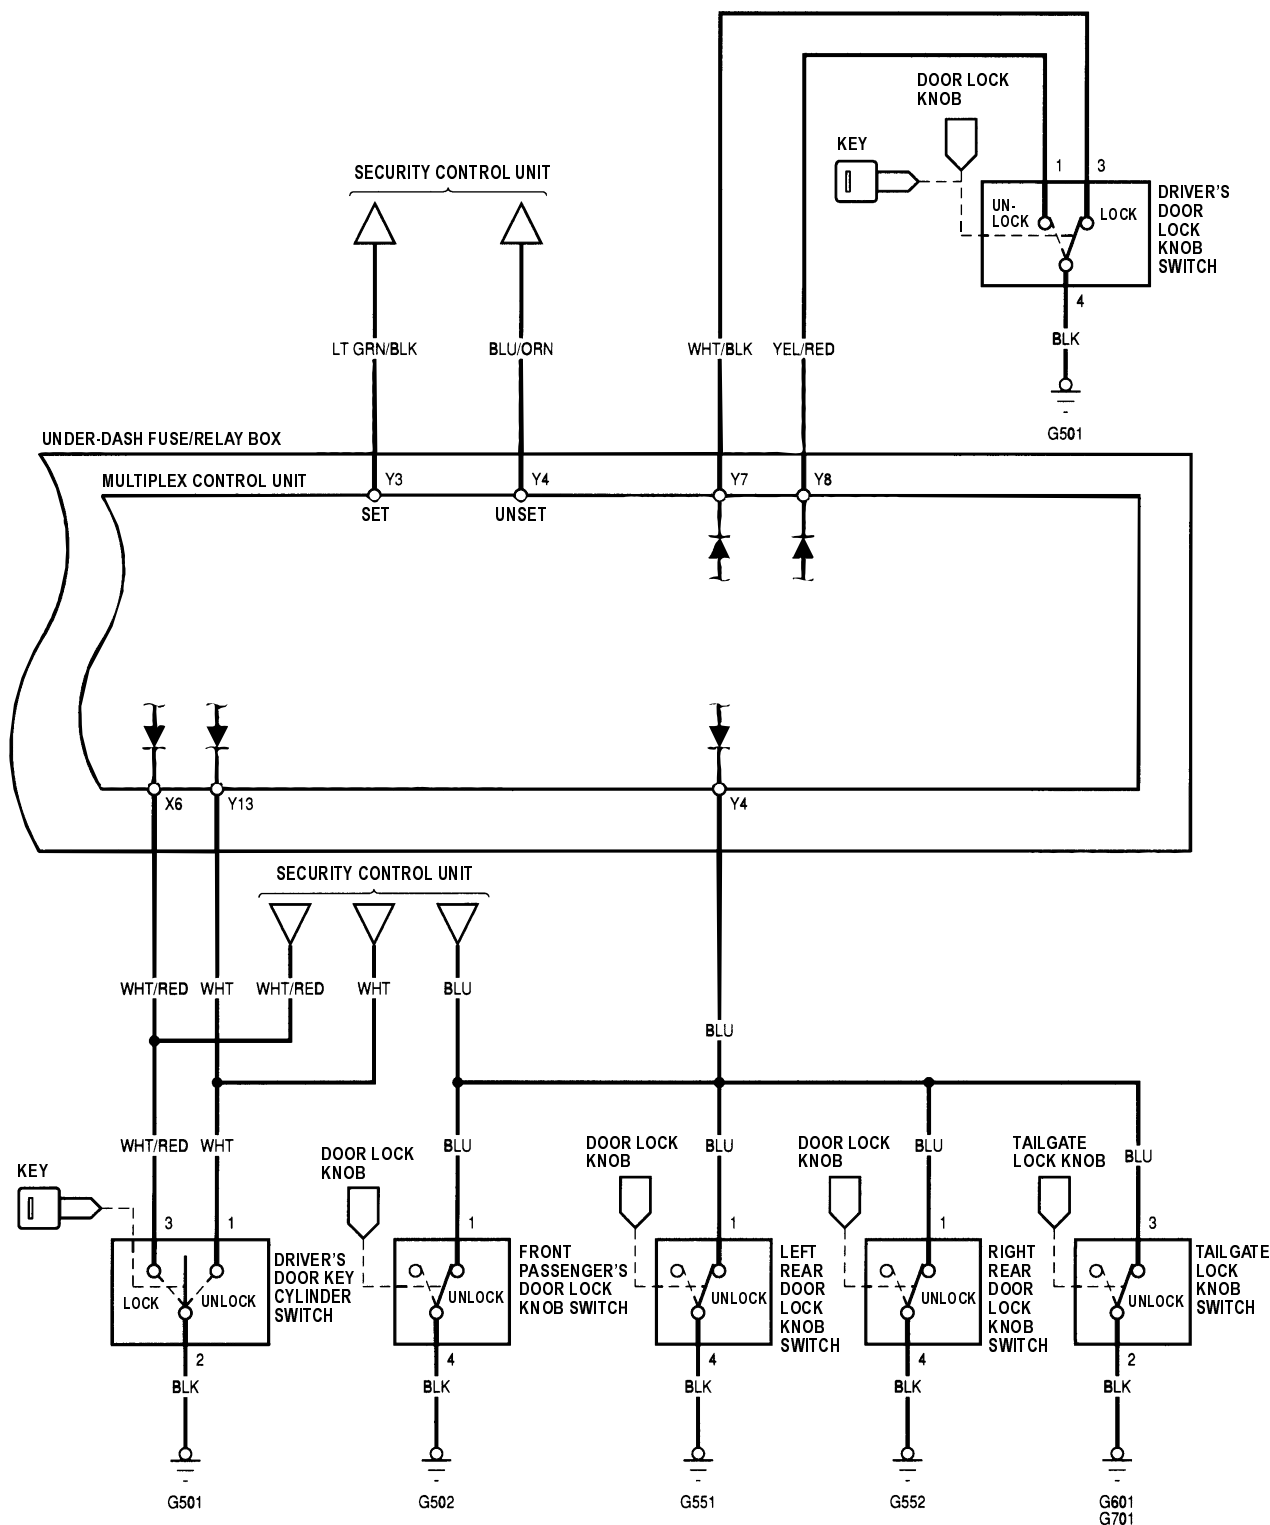 DOOR LOCK
KNOB
KEY
1
3
SECURITY CONTROL UNIT
UN-
LOCK
LOCK
DRIVER'S
DOOR
LOCK
KNOB
SWITCH
4
LT GRN/BLK
BLU/ORN
WHT/BLK
YEL/RED
BLK
G501
UNDER-DASH FUSE/RELAY BOX
MULTIPLEX CONTROL UNIT
Y3
Y4
Y7
Y8
SET
UNSET
X6
Y13
Y4
SECURITY CONTROL UNIT
WHT/RED
WHT
WHT/RED
WHT
BLU
BLU
WHT/RED
WHT
BLU
BLU
BLU
BLU
KEY
DOOR LOCK
KNOB
DOOR LOCK
KNOB
DOOR LOCK
KNOB
TAILGATE
LOCK KNOB
3
1
1
1
1
3
LOCK
UNLOCK
DRIVER'S
DOOR KEY
CYLINDER
SWITCH
UNLOCK
FRONT
PASSENGER'S
DOOR LOCK
KNOB SWITCH
UNLOCK
LEFT
REAR
DOOR
LOCK
KNOB
SWITCH
UNLOCK
RIGHT
REAR
DOOR
LOCK
KNOB
SWITCH
UNLOCK
TAILGATE
LOCK
KNOB
SWITCH
2
4
4
4
2
BLK
BLK
BLK
BLK
BLK
G501
G502
G551
G552
G601
G701